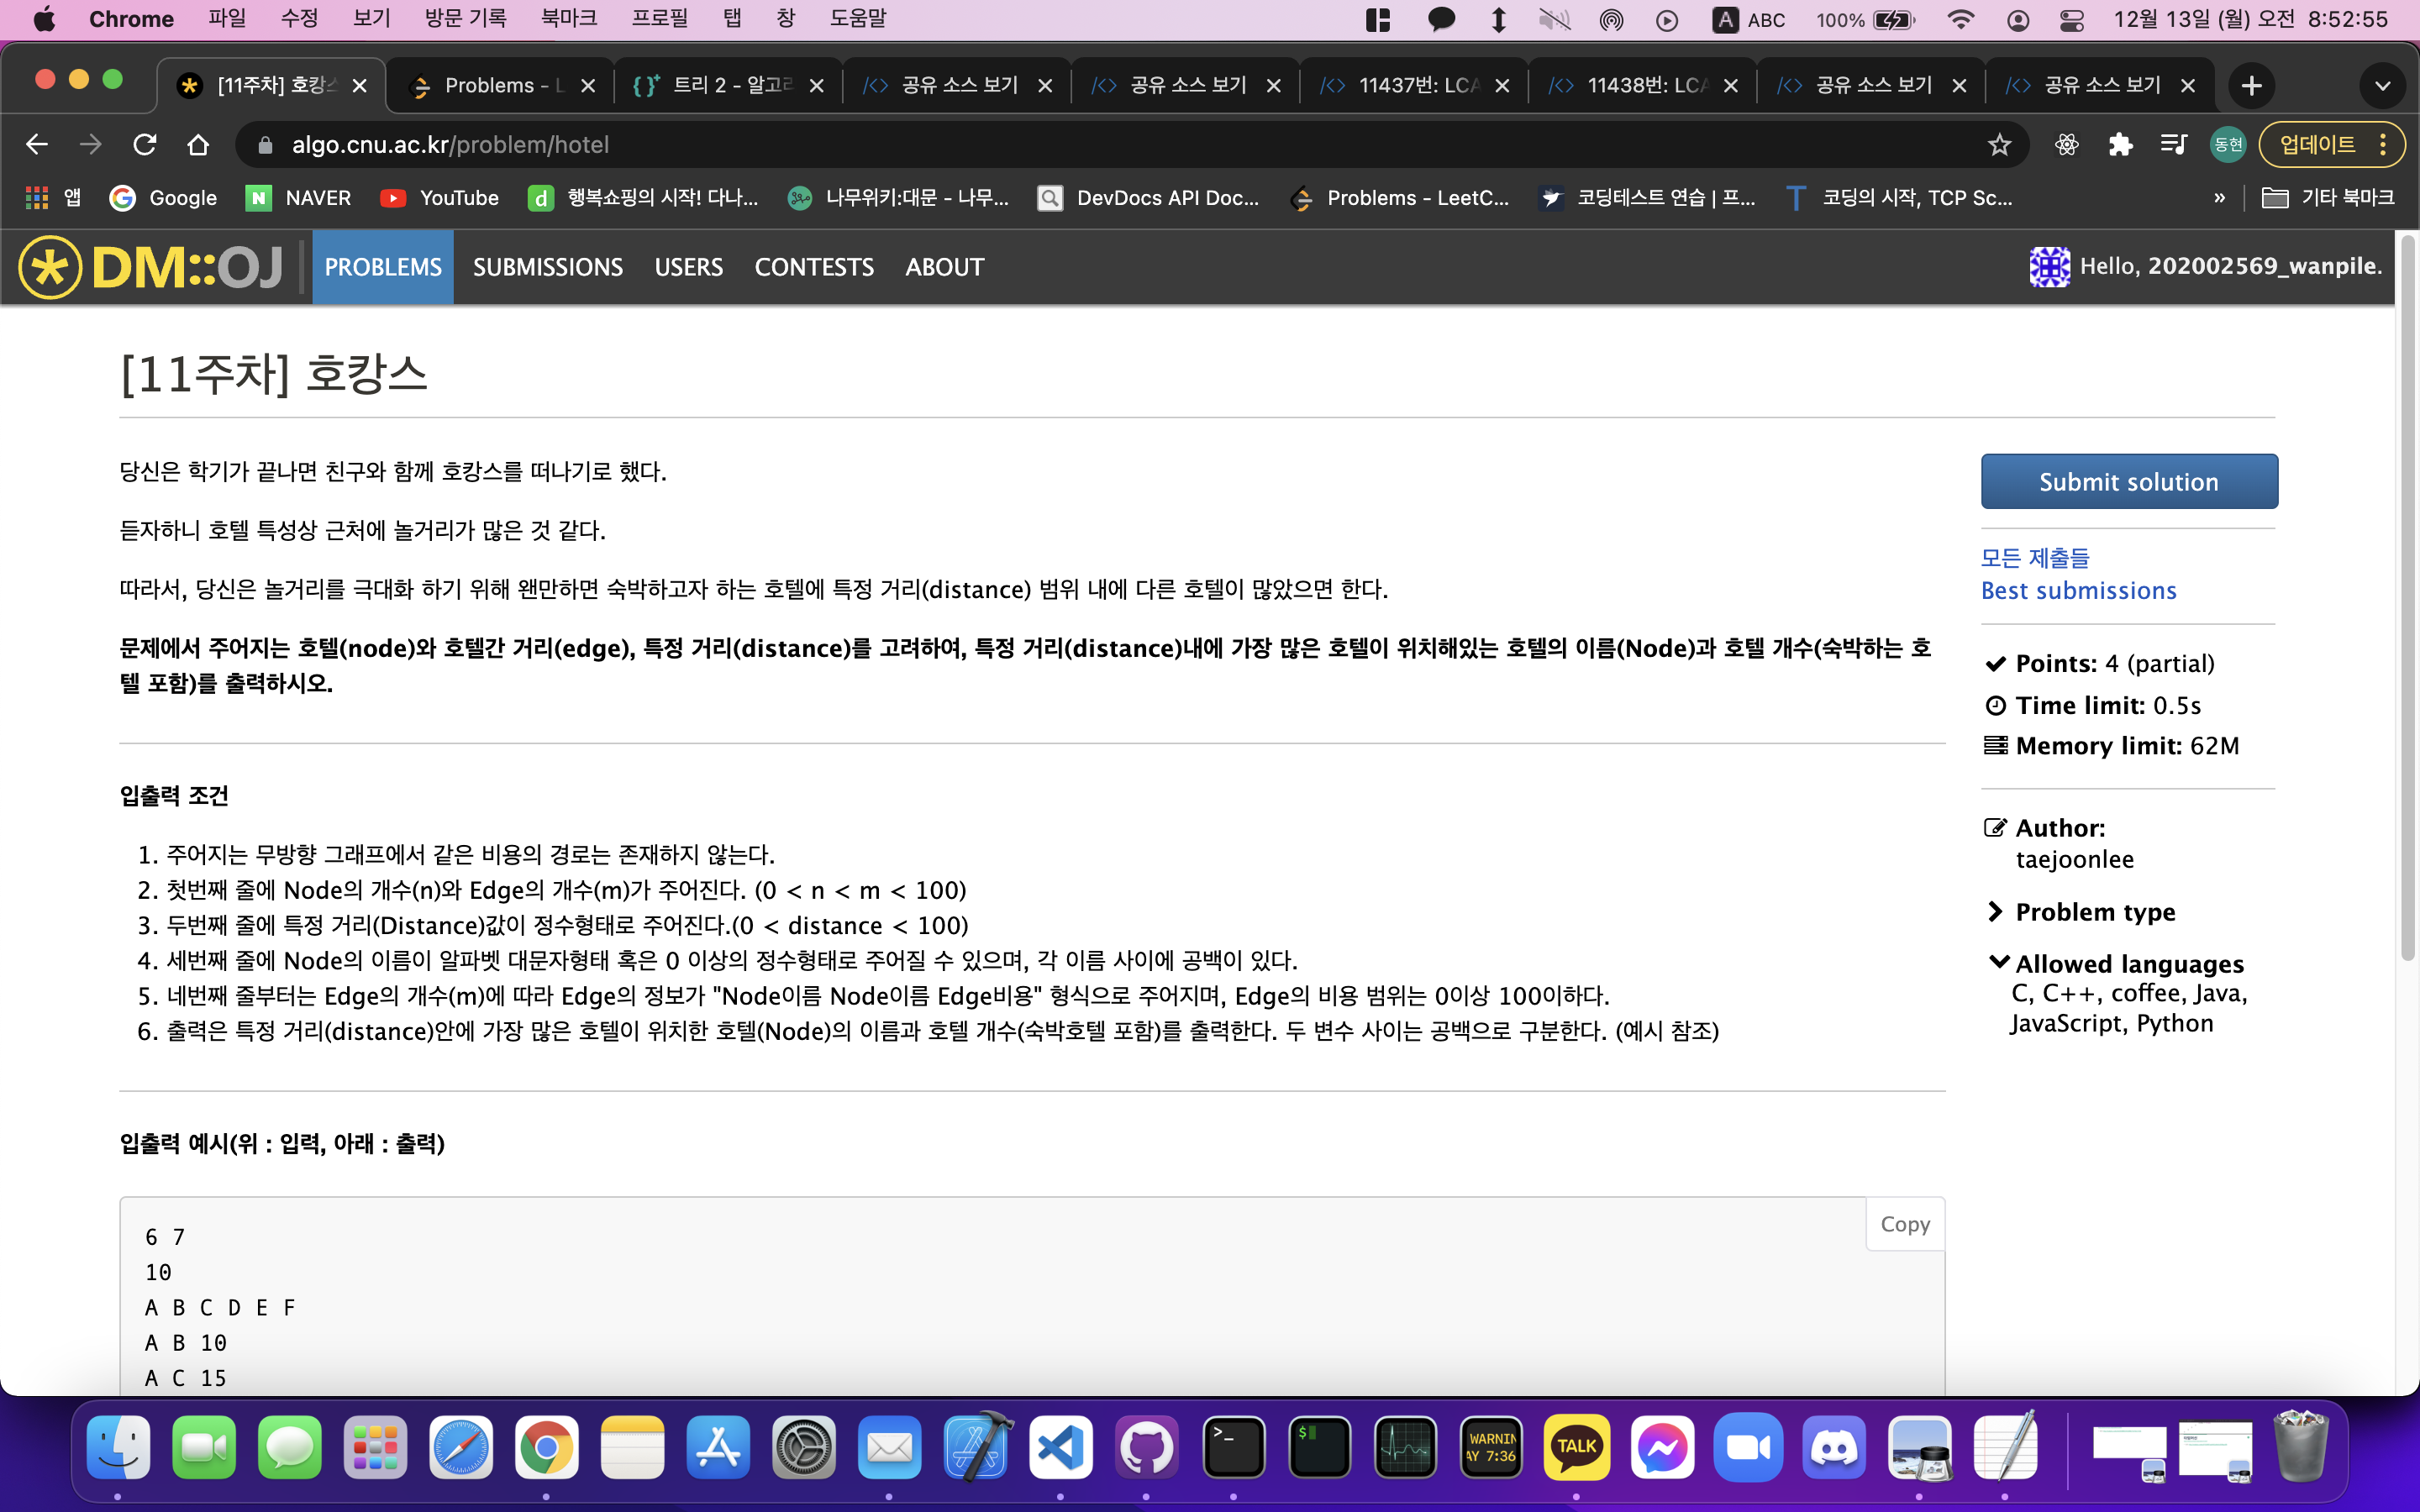 Chrome 파일 수정 보기 방문 기록 북마크 프로필 탭 창 도움말 A ABC 100% 12월 13일 (월) 오전 8:52:55
[11주차] 호캉스 Problems - L 트리 2 - 알고리 공유 소스 보기 공유 소스 보기 11437번: LCA 11438번: LCA 공유 소스 보기 공유 소스 보기
algo.cnu.ac.kr/problem/hotel 동현 업데이트
앱 Google NAVER YouTube 행복쇼핑의 시작! 다나... 나무위키:대문 - 나무... DevDocs API Doc... Problems - LeetC... 코딩테스트 연습 | 프... 코딩의 시작, TCP Sc... » 기타 북마크
DM::OJ PROBLEMS SUBMISSIONS USERS CONTESTS ABOUT Hello, 202002569_wanpile.
[11주차] 호캉스
당신은 학기가 끝나면 친구와 함께 호캉스를 떠나기로 했다.
듣자하니 호텔 특성상 근처에 놀거리가 많은 것 같다.
따라서, 당신은 놀거리를 극대화 하기 위해 왠만하면 숙박하고자 하는 호텔에 특정 거리(distance) 범위 내에 다른 호텔이 많았으면 한다.
문제에서 주어지는 호텔(node)와 호텔간 거리(edge), 특정 거리(distance)를 고려하여, 특정 거리(distance)내에 가장 많은 호텔이 위치해있는 호텔의 이름(Node)과 호텔 개수(숙박하는 호
텔 포함)를 출력하시오.
입출력 조건
1. 주어지는 무방향 그래프에서 같은 비용의 경로는 존재하지 않는다.
2. 첫번째 줄에 Node의 개수(n)와 Edge의 개수(m)가 주어진다. (0 < n < m < 100)
3. 두번째 줄에 특정 거리(Distance)값이 정수형태로 주어진다.(0 < distance < 100)
4. 세번째 줄에 Node의 이름이 알파벳 대문자형태 혹은 0 이상의 정수형태로 주어질 수 있으며, 각 이름 사이에 공백이 있다.
5. 네번째 줄부터는 Edge의 개수(m)에 따라 Edge의 정보가 "Node이름 Node이름 Edge비용" 형식으로 주어지며, Edge의 비용 범위는 0이상 100이하다.
6. 출력은 특정 거리(distance)안에 가장 많은 호텔이 위치한 호텔(Node)의 이름과 호텔 개수(숙박호텔 포함)를 출력한다. 두 변수 사이는 공백으로 구분한다. (예시 참조)
입출력 예시(위 : 입력, 아래 : 출력)
Copy
6 7
10
A B C D E F
A B 10
A C 15
Submit solution
모든 제출들
Best submissions
Points: 4 (partial)
Time limit: 0.5s
Memory limit: 62M
Author:
taejoonlee
Problem type
Allowed languages
C, C++, coffee, Java,
JavaScript, Python
WARNIN
AY 7:36
TALK